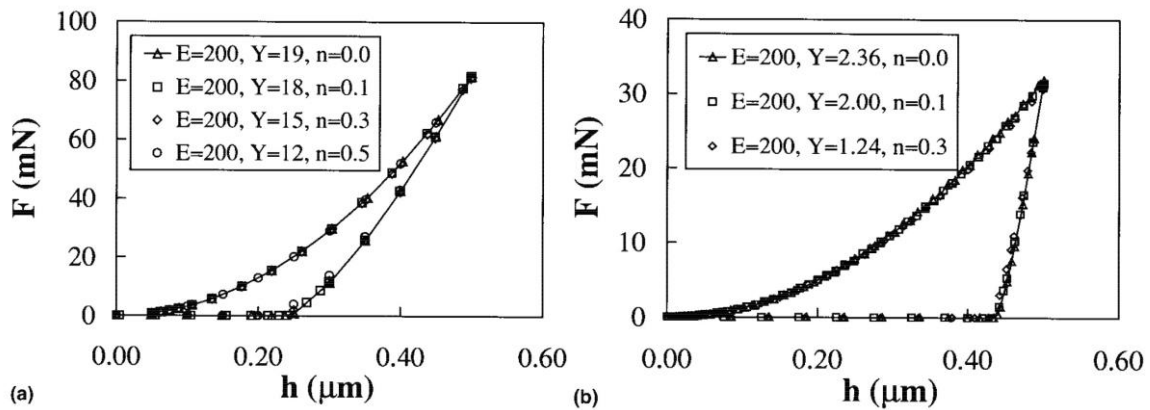 100
80
60
40
20
0
F (mN)
E=200, Y=19, n=0.0
E=200, Y=18, n=0.1
E=200, Y=15, n=0.3
E=200, Y=12, n=0.5
0.00 0.20 0.40 0.60
(a) h (μm)
40
30
20
10
0
F (mN)
E=200, Y=2.36, n=0.0
E=200, Y=2.00, n=0.1
E=200, Y=1.24, n=0.3
0.00 0.20 0.40 0.60
(b) h (μm)